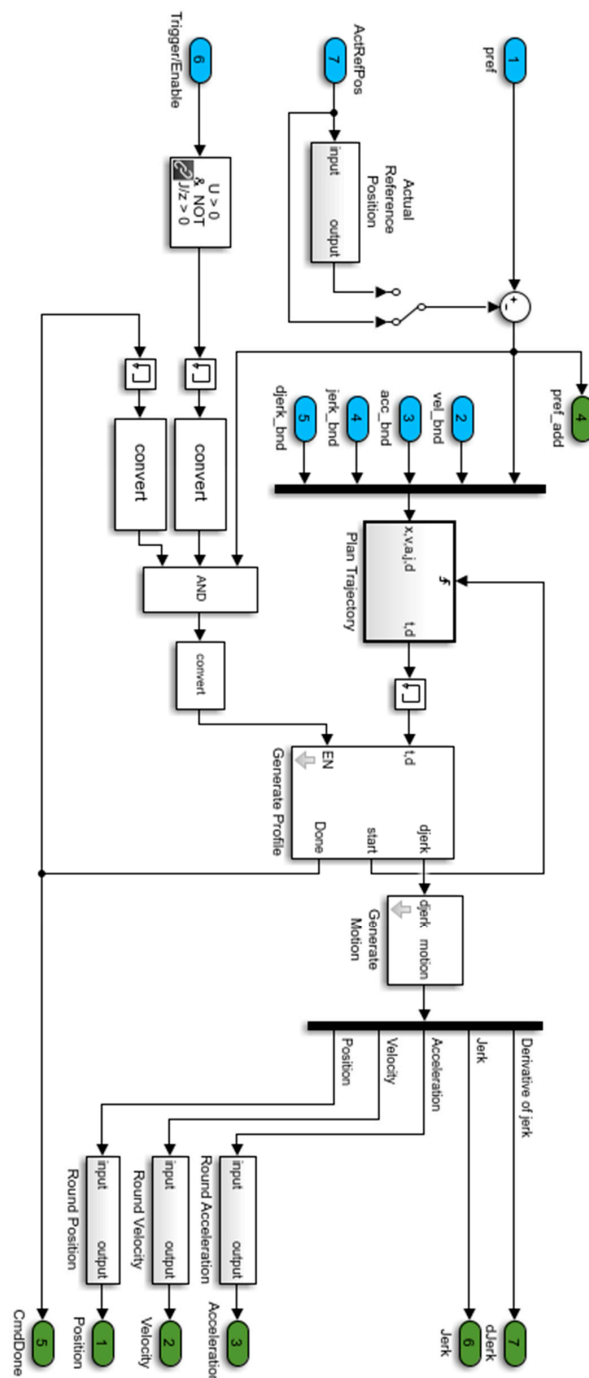 1
pref
+
-
4
pref_add
7
ActRefPos
input
output
Actual
Reference
Position
6
Trigger/Enable
U > 0
& NOT
U/z > 0
2
vel_bnd
3
acc_bnd
4
jerk_bnd
5
djerk_bnd
x,v,a,j,d
t,d
Plan Trajectory
convert
convert
AND
convert
t,d
EN
djerk
start
Done
Generate Profile
djerk
motion
Generate
Motion
Derivative of jerk
Jerk
Acceleration
Velocity
Position
7
dJerk
6
Jerk
input
output
Round Acceleration
3
Acceleration
input
output
Round Velocity
2
Velocity
input
output
Round Position
1
Position
5
CmdDone